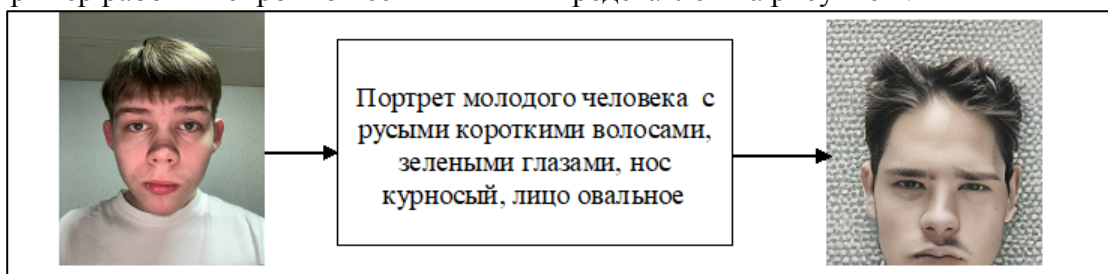 Портрет молодого человека с
русыми короткими волосами,
зелеными глазами, нос
курносый, лицо овальное